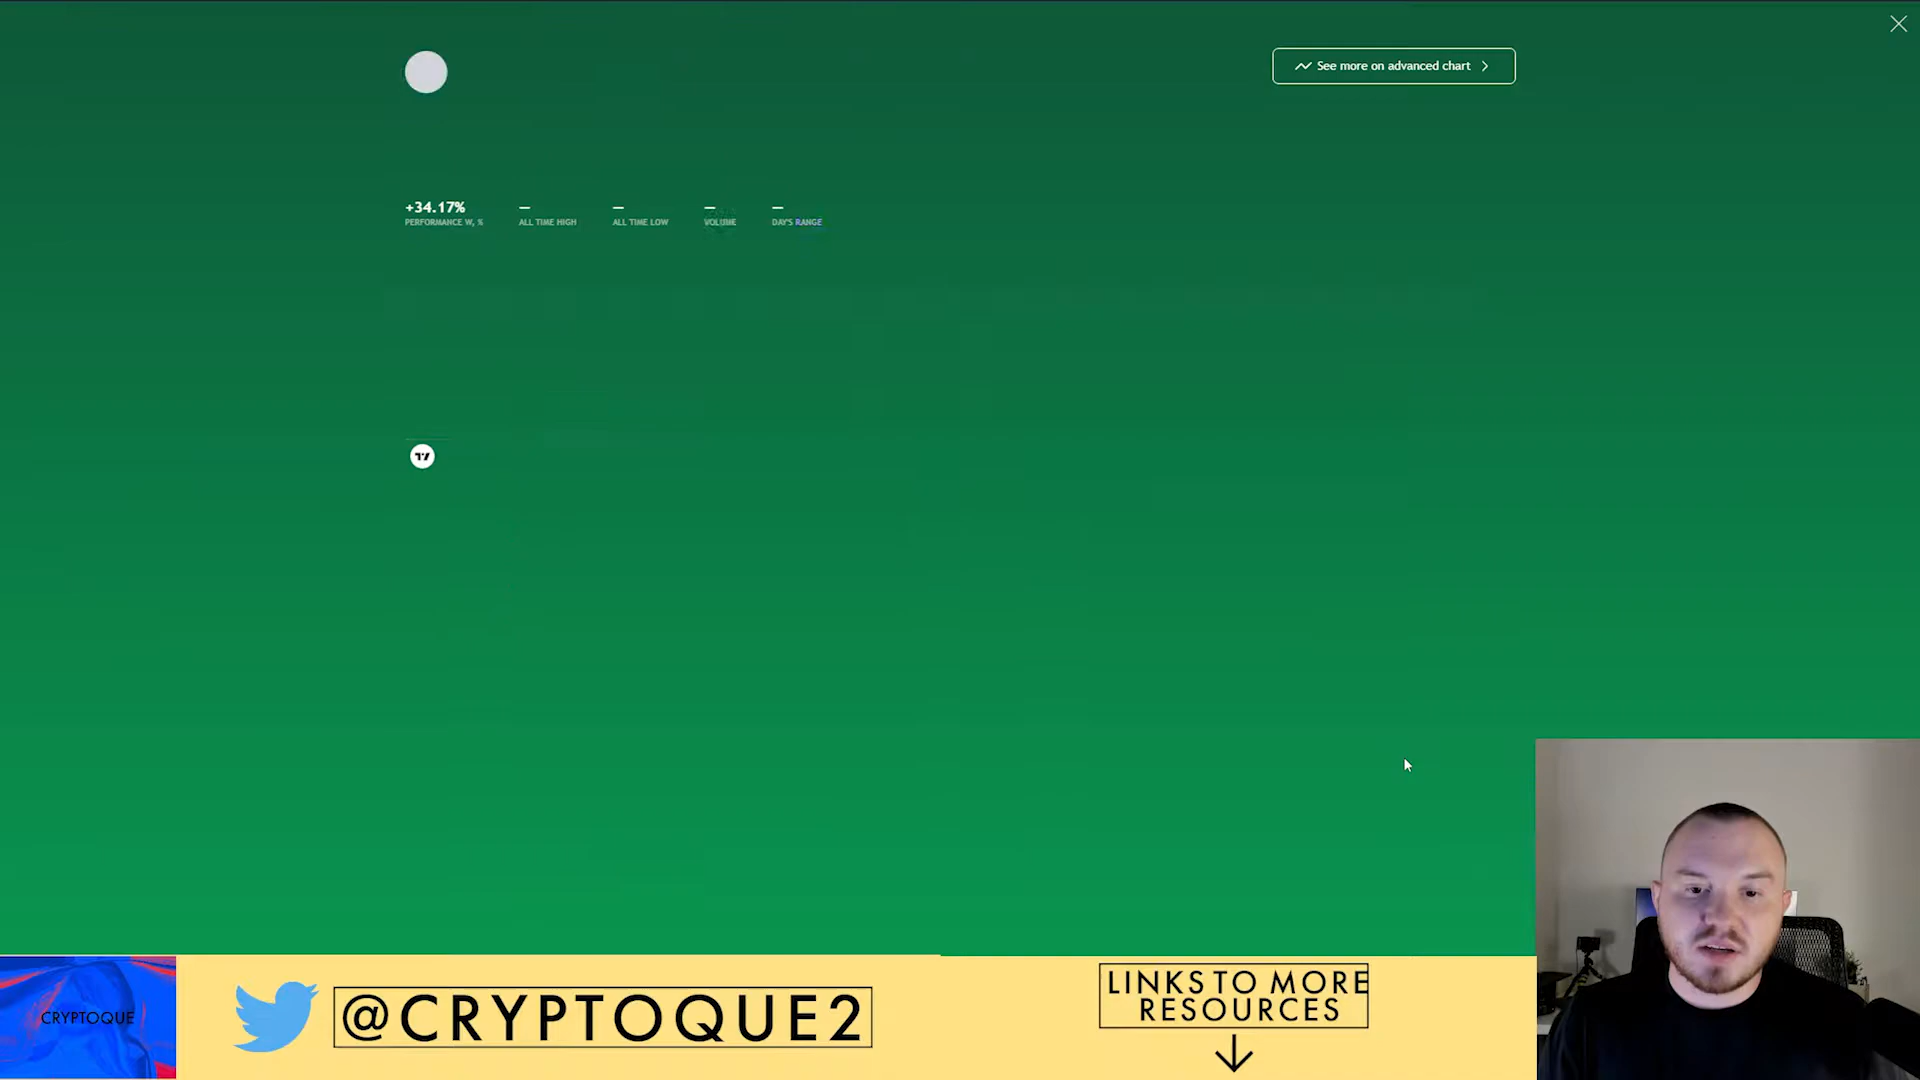 See more on advanced chart
+34.17%
PERFORMANCE W, %
—
ALL TIME HIGH
—
ALL TIME LOW
—
VOLUME
—
DAY'S RANGE
CRYPTOQUE
@CRYPTOQUE2
LINKS TO MORE
RESOURCES